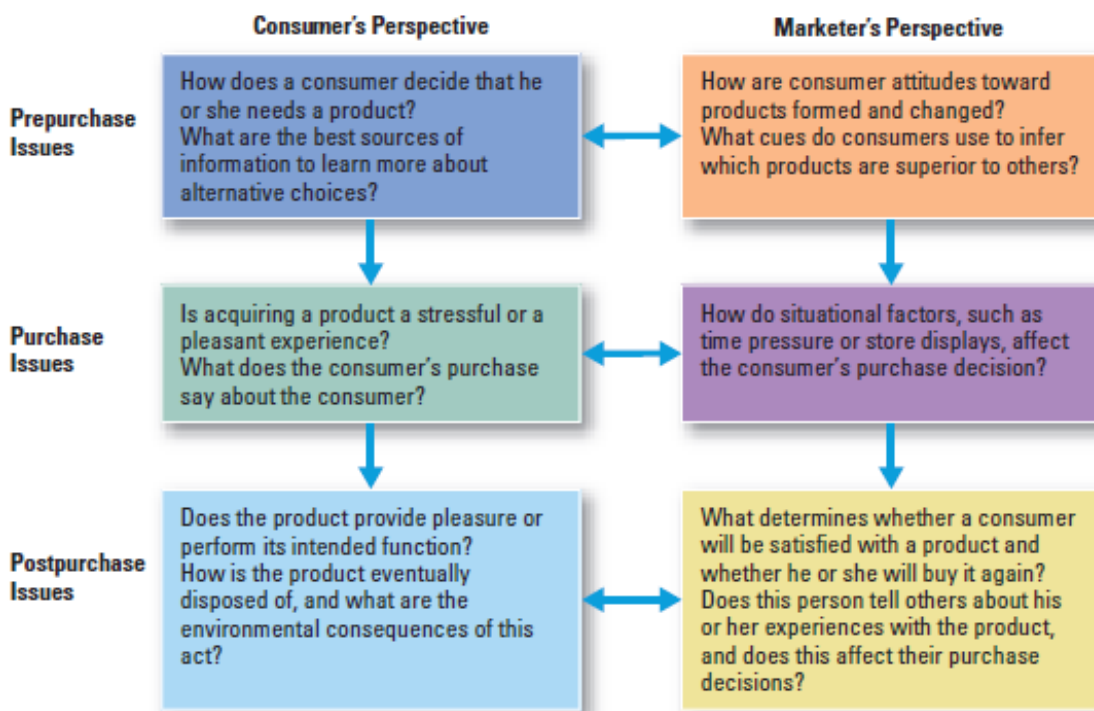 Consumer's Perspective
Marketer's Perspective
Prepurchase
Issues
How does a consumer decide that he
or she needs a product?
What are the best sources of
information to learn more about
alternative choices?
How are consumer attitudes toward
products formed and changed?
What cues do consumers use to infer
which products are superior to others?
Purchase
Issues
Is acquiring a product a stressful or a
pleasant experience?
What does the consumer's purchase
say about the consumer?
How do situational factors, such as
time pressure or store displays, affect
the consumer's purchase decision?
Postpurchase
Issues
Does the product provide pleasure or
perform its intended function?
How is the product eventually
disposed of, and what are the
environmental consequences of this
act?
What determines whether a consumer
will be satisfied with a product and
whether he or she will buy it again?
Does this person tell others about his
or her experiences with the product,
and does this affect their purchase
decisions?